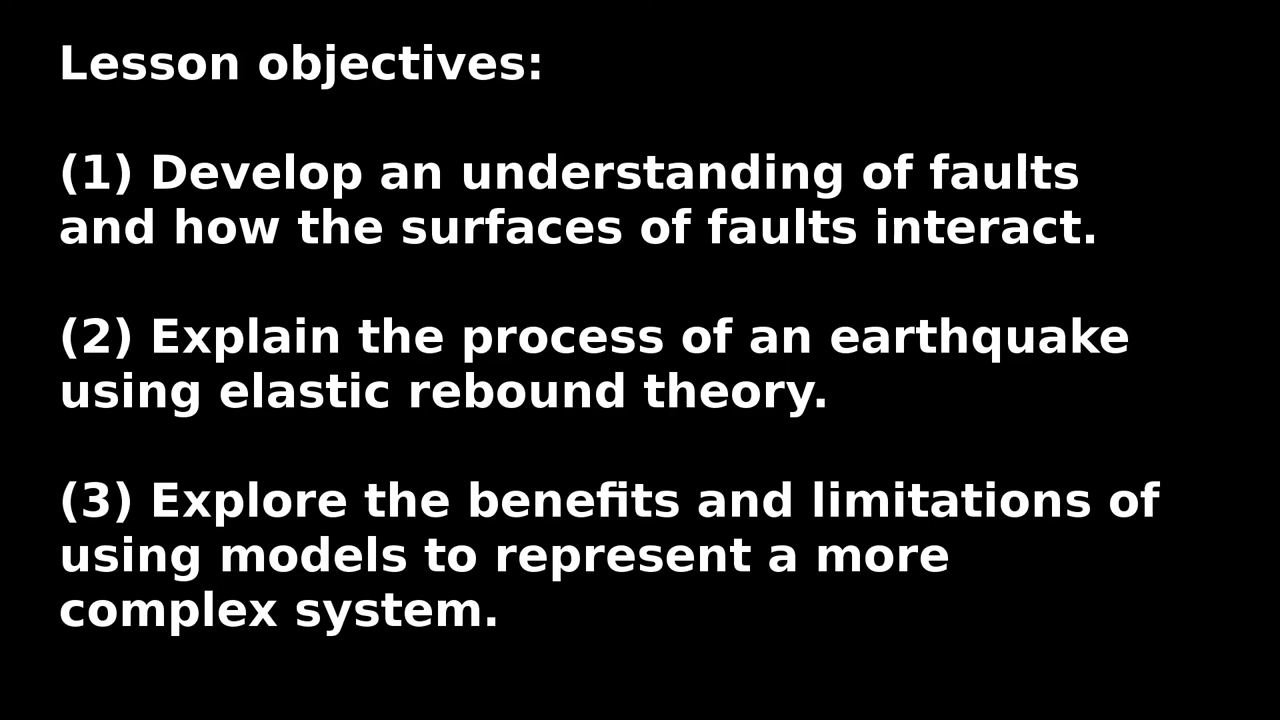 Lesson objectives:
(1) Develop an understanding of faults
and how the surfaces of faults interact.
(2) Explain the process of an earthquake
using elastic rebound theory.
(3) Explore the benefits and limitations of
using models to represent a more
complex system.